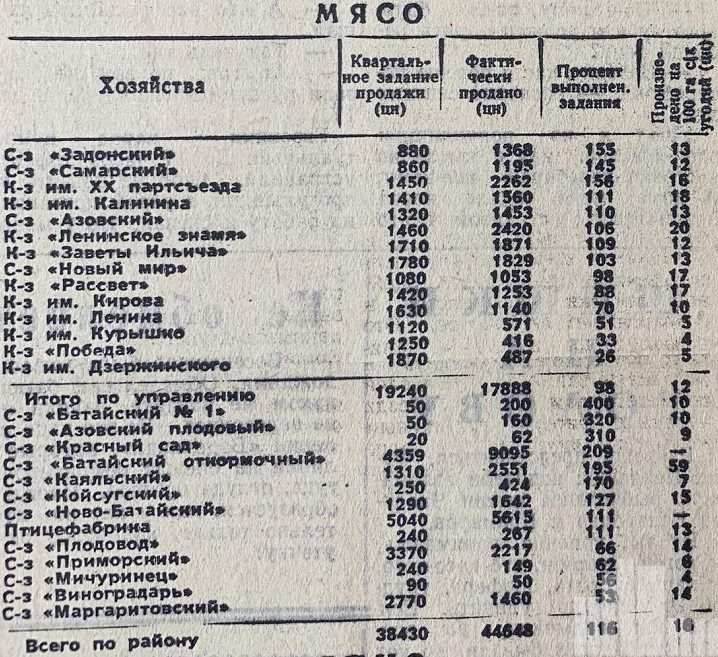 МЯСО
Хозяйства
Кварталь-
ное задание
продажи
(цн)
Факти-
чески
продано
(цн)
Процент
выполнен.
задания
Произве-
дено на
100 га с|х
угодий (цн)
С-з «Задонский» 880 1368 155 13
С-з «Самарский» 860 1195 145 12
К-з им. XX партсъезда 1450 2262 156 16
К-з им. Калинина 1410 1560 111 18
С-з «Азовский» 1320 1453 110 13
К-з «Ленинское знамя» 1460 2420 106 20
К-з «Заветы Ильича» 1710 1871 109 12
С-з «Новый мир» 1780 1829 103 13
К-з «Рассвет» 1080 1053 98 17
К-з им. Кирова 1420 1253 88 17
К-з им. Ленина 1630 1140 70 10
К-з им. Курышко 1120 571 51 5
К-з «Победа» 1250 416 33 4
К-з им. Дзержинского 1870 487 26 5
Итого по управлению 19240 17888 98 12
С-з «Батайский № 1» 50 200 400 10
С-з «Азовский плодовый» 50 160 320 10
С-з «Красный сад» 20 62 310 9
С-з «Батайский откормочный» 4359 9095 209 —
С-з «Каяльский» 1310 2551 195 59
С-з «Койсугский» 250 424 170 7
С-з «Ново-Батайский» 1290 1642 127 15
Птицефабрика 5040 5615 111 —
С-з «Плодовод» 240 267 111 13
С-з «Приморский» 3370 2217 66 14
С-з «Мичуринец» 240 149 62 6
С-з «Виноградарь» 90 50 56 4
С-з «Маргаритовский» 2770 1460 53 14
Всего по району 38430 44648 116 16